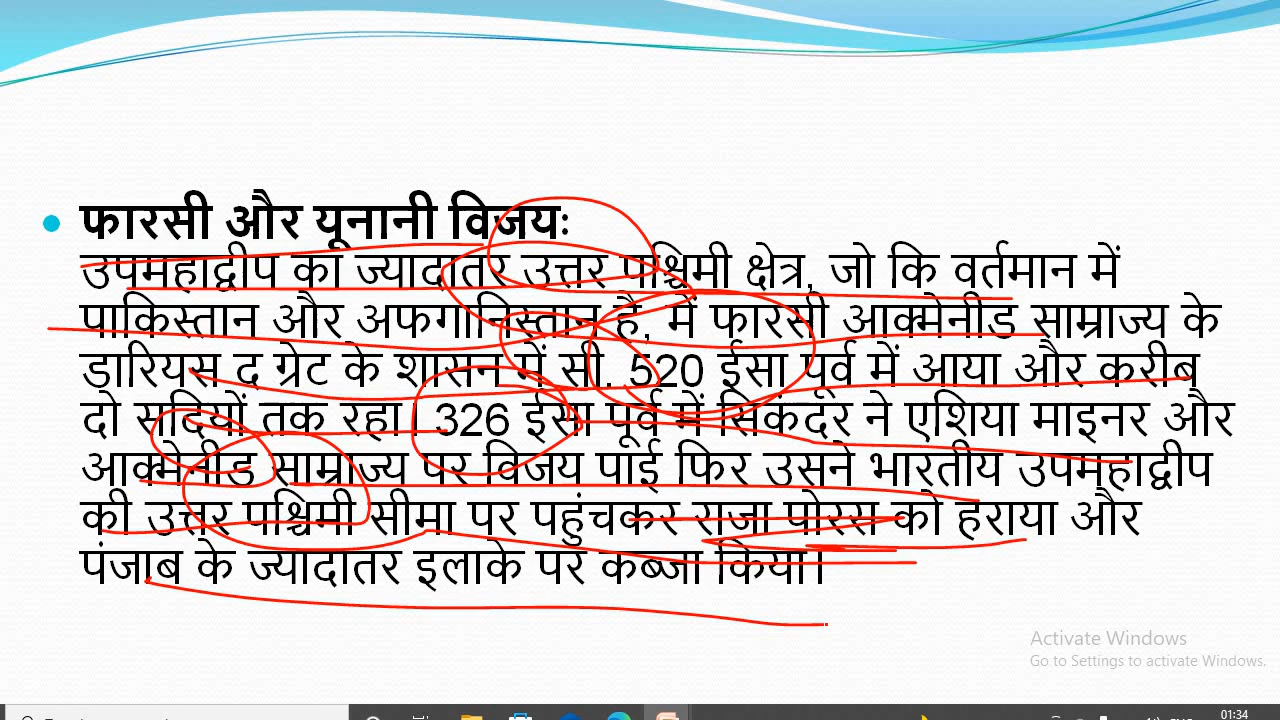 फारसी और यूनानी विजयः
उपमहाद्वीप का ज्यादातर उत्तर पश्चिमी क्षेत्र, जो कि वर्तमान में
पाकिस्तान और अफगानिस्तान है, में फारसी आक्मेनीड साम्राज्य के
डारियस द ग्रेट के शासन में सी. 520 ईसा पूर्व में आया और करीब
दो सदियों तक रहा। 326 ईसा पूर्व में सिकंदर ने एशिया माइनर और
आक्मेनीड साम्राज्य पर विजय पाई फिर उसने भारतीय उपमहाद्वीप
की उत्तर पश्चिमी सीमा पर पहुंचकर राजा पोरस को हराया और
पंजाब के ज्यादातर इलाके पर कब्जा किया।
Activate Windows
Go to Settings to activate Windows.
01:34